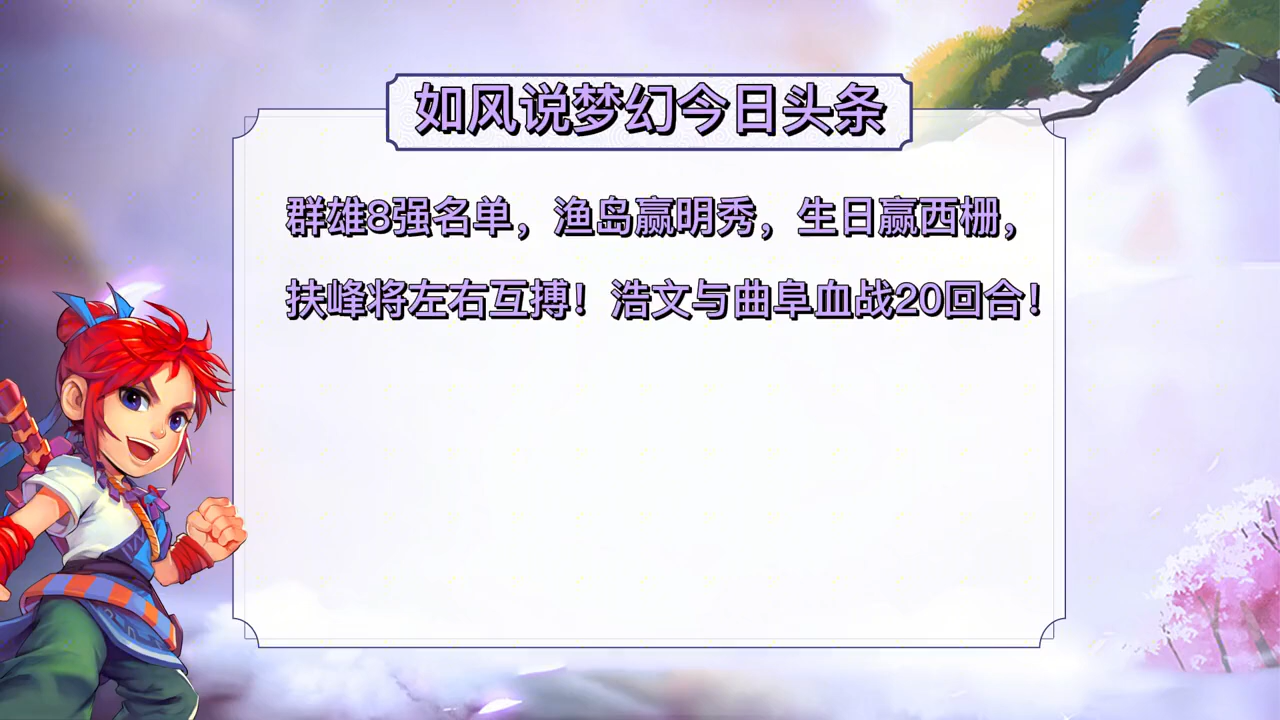 如风说梦幻今日头条
群雄8强名单，渔岛赢明秀，生日赢西栅，
扶峰将左右互搏！浩文与曲阜血战20回合！